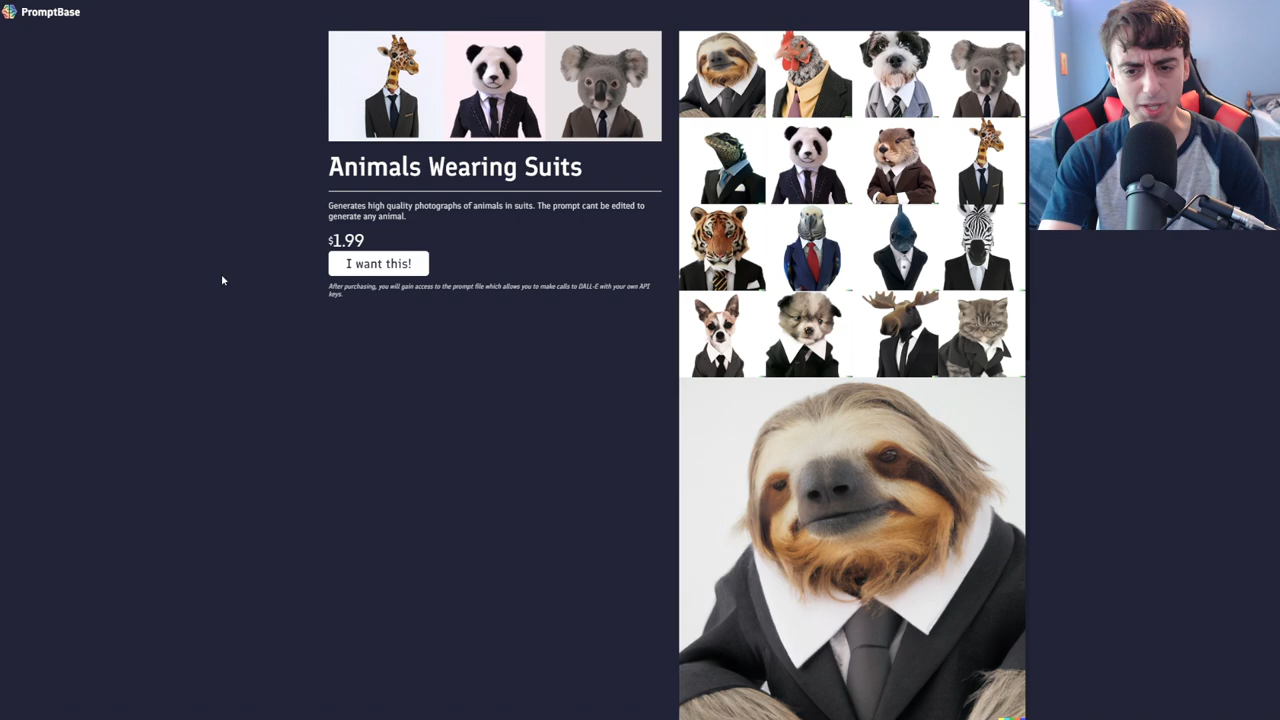 PromptBase
Animals Wearing Suits
Generates high quality photographs of animals in suits. The prompt cant be edited to
generate any animal.
$1.99
I want this!
After purchasing, you will gain access to the prompt file which allows you to make calls to DALL-E with your own API
keys.